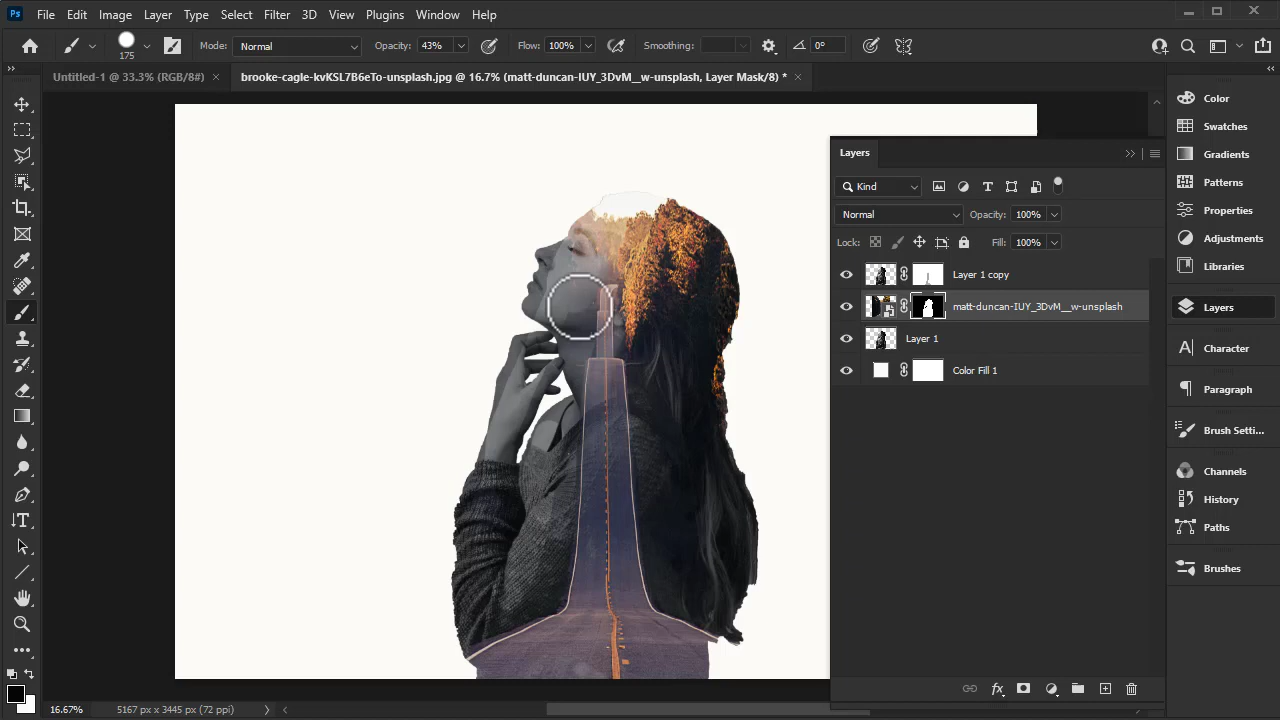 Ps File Edit Image Layer Type Select Filter 3D View Plugins Window Help
175 Mode: Normal Opacity: 43% Flow: 100% Smoothing: 0°
Untitled-1 @ 33.3% (RGB/8#) × brooke-cagle-kvKSL7B6eTo-unsplash.jpg @ 16.7% (matt-duncan-IUY_3DvM__w-unsplash, Layer Mask/8) * ×
Layers
Kind
Normal Opacity: 100%
Lock: Fill: 100%
Layer 1 copy
matt-duncan-IUY_3DvM__w-unsplash
Layer 1
Color Fill 1
fx
Color
Swatches
Gradients
Patterns
Properties
Adjustments
Libraries
Layers
Character
Paragraph
Brush Setti...
Channels
History
Paths
Brushes
16.67% 5167 px x 3445 px (72 ppi)